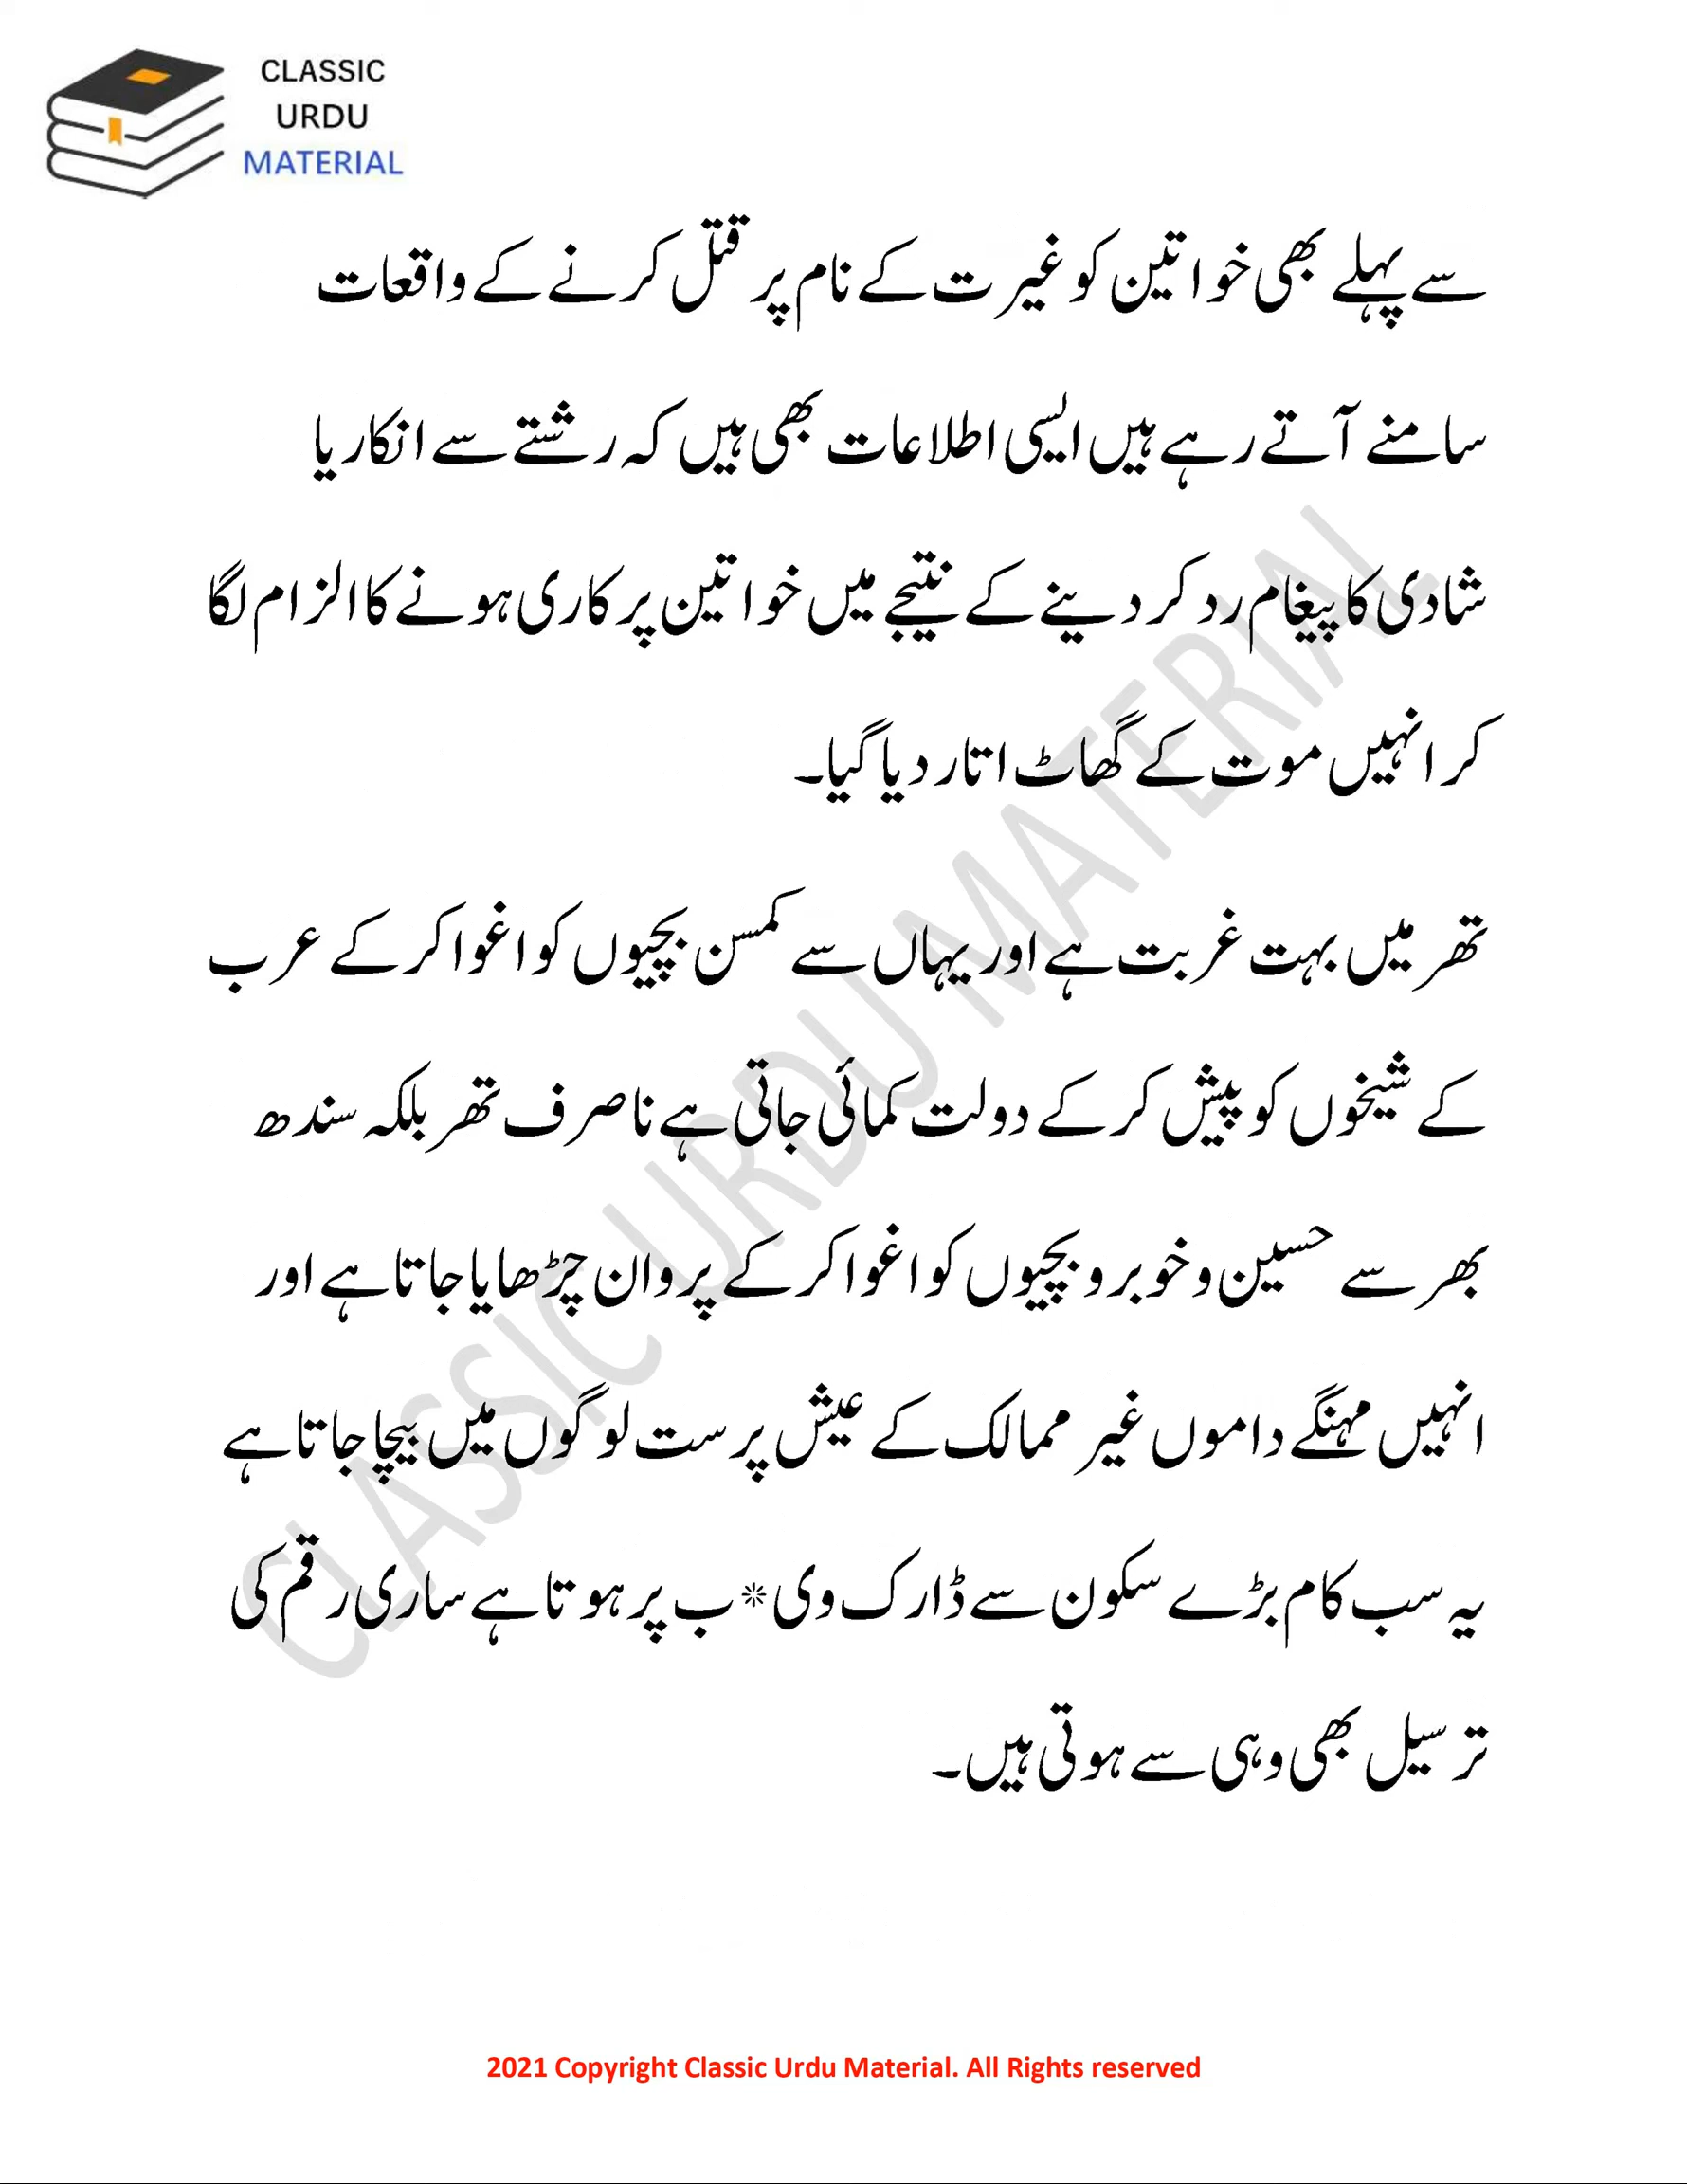 CLASSIC
URDU
MATERIAL
سے پہلے بھی خواتین کو غیرت کے نام پر قتل کرنے کے واقعات
سامنے آتے رہے ہیں ایسی اطلاعات بھی ہیں کہ رشتے سے انکار یا
شادی کا پیغام رد کر دینے کے نتیجے میں خواتین پر کاری ہونے کا الزام لگا
کر انہیں موت کے گھاٹ اتار دیا گیا۔
تھر میں بہت غربت ہے اور یہاں سے کمسن بچیوں کو اغوا کر کے عرب
کے شیخوں کو پیش کر کے دولت کمائی جاتی ہے نا صرف تھر بلکہ سندھ
بھر سے حسین و خوبرو بچیوں کو اغوا کر کے پروان چڑھایا جاتا ہے اور
انہیں مہنگے داموں غیر ممالک کے عیش پرست لوگوں میں بیچا جاتا ہے
یہ سب کام بڑے سکون سے ڈارک وی*ب پر ہوتا ہے ساری رقم کی
ترسیل بھی وہی سے ہوتی ہیں۔
CLASSIC URDU MATERIAL
2021 Copyright Classic Urdu Material. All Rights reserved